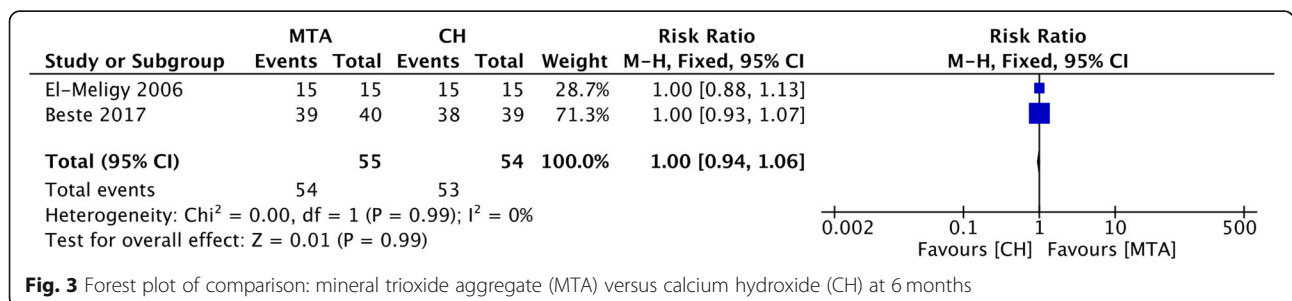 MTA CH Risk Ratio Risk Ratio
Study or Subgroup Events Total Events Total Weight M-H, Fixed, 95% CI M-H, Fixed, 95% CI
El-Meligy 2006 15 15 15 15 28.7% 1.00 [0.88, 1.13]
Beste 2017 39 40 38 39 71.3% 1.00 [0.93, 1.07]
Total (95% CI) 55 54 100.0% 1.00 [0.94, 1.06]
Total events 54 53
Heterogeneity: Chi² = 0.00, df = 1 (P = 0.99); I² = 0%
Test for overall effect: Z = 0.01 (P = 0.99)
0.002 0.1 1 10 500
Favours [CH] Favours [MTA]
Fig. 3 Forest plot of comparison: mineral trioxide aggregate (MTA) versus calcium hydroxide (CH) at 6 months